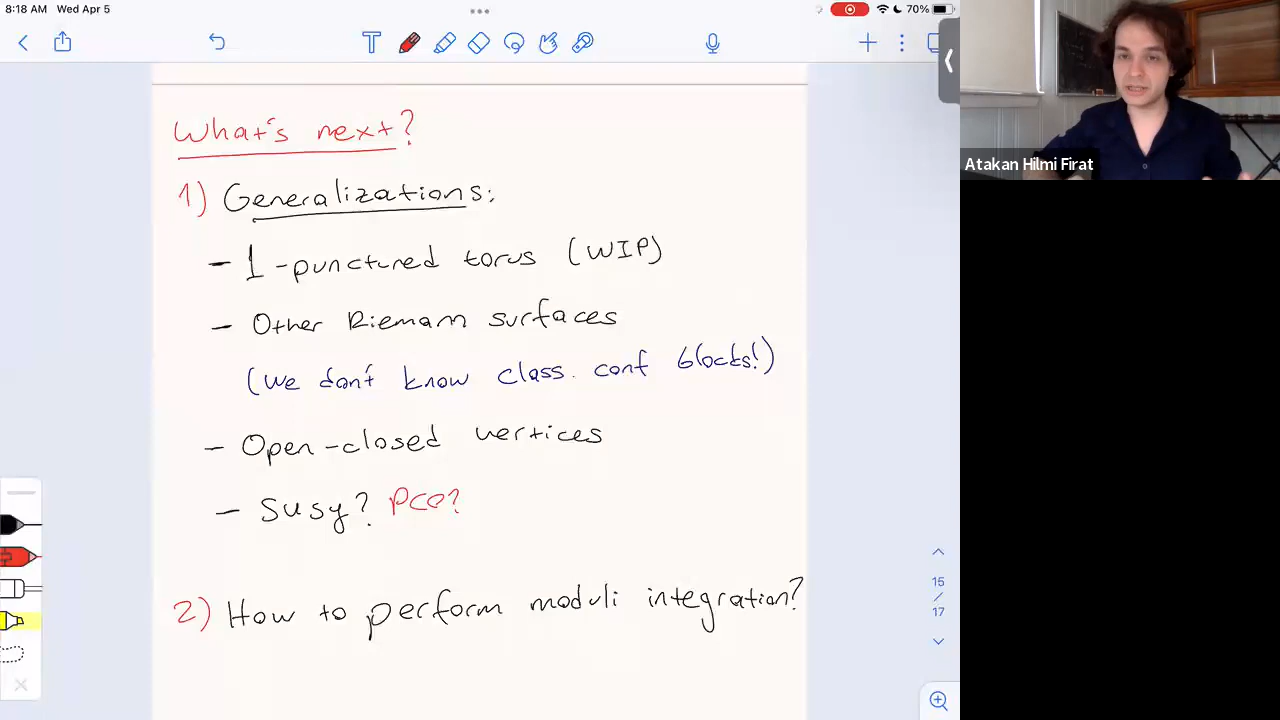 8:18 AM Wed Apr 5
70%
What's next?
1) Generalizations:
- 1-punctured torus (WIP)
- Other Riemann surfaces
(We don't know class. conf blocks!)
- Open-closed vertices
- Susy? PCO?
2) How to perform moduli integration?
15
/
17
Atakan Hilmi Firat